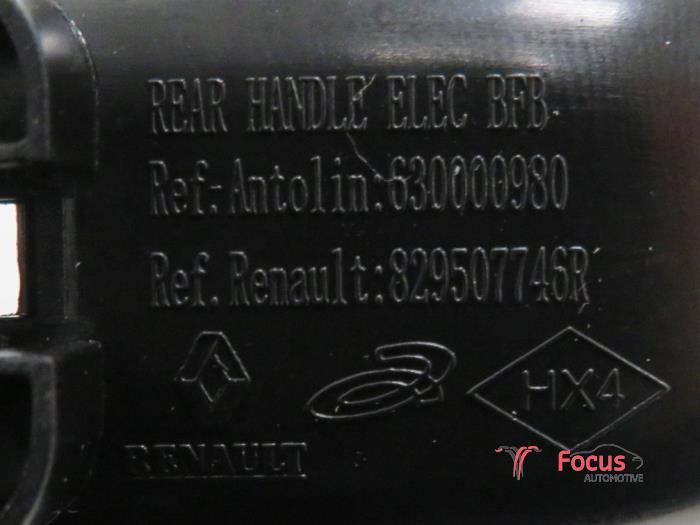 REAR HANDLE ELEC BFB
Ref.-Antolin:630000980
Ref.Renault:829507746R
HX4
RENAULT
Focus
AUTOMOTIVE